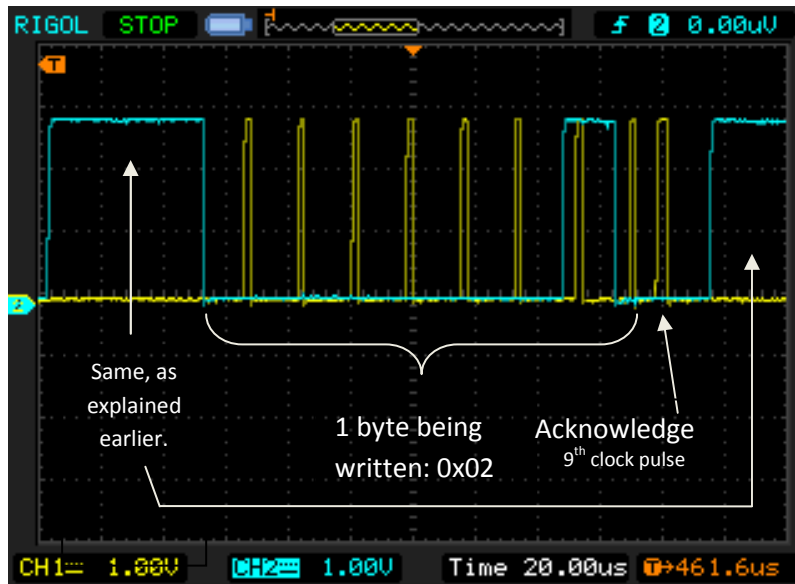 RIGOL STOP T f 2 0.00uV
T
Same, as
explained
earlier.
1 byte being
written: 0x02
Acknowledge
9th clock pulse
CH1 1.00V CH2 1.00V Time 20.00us T→461.6us